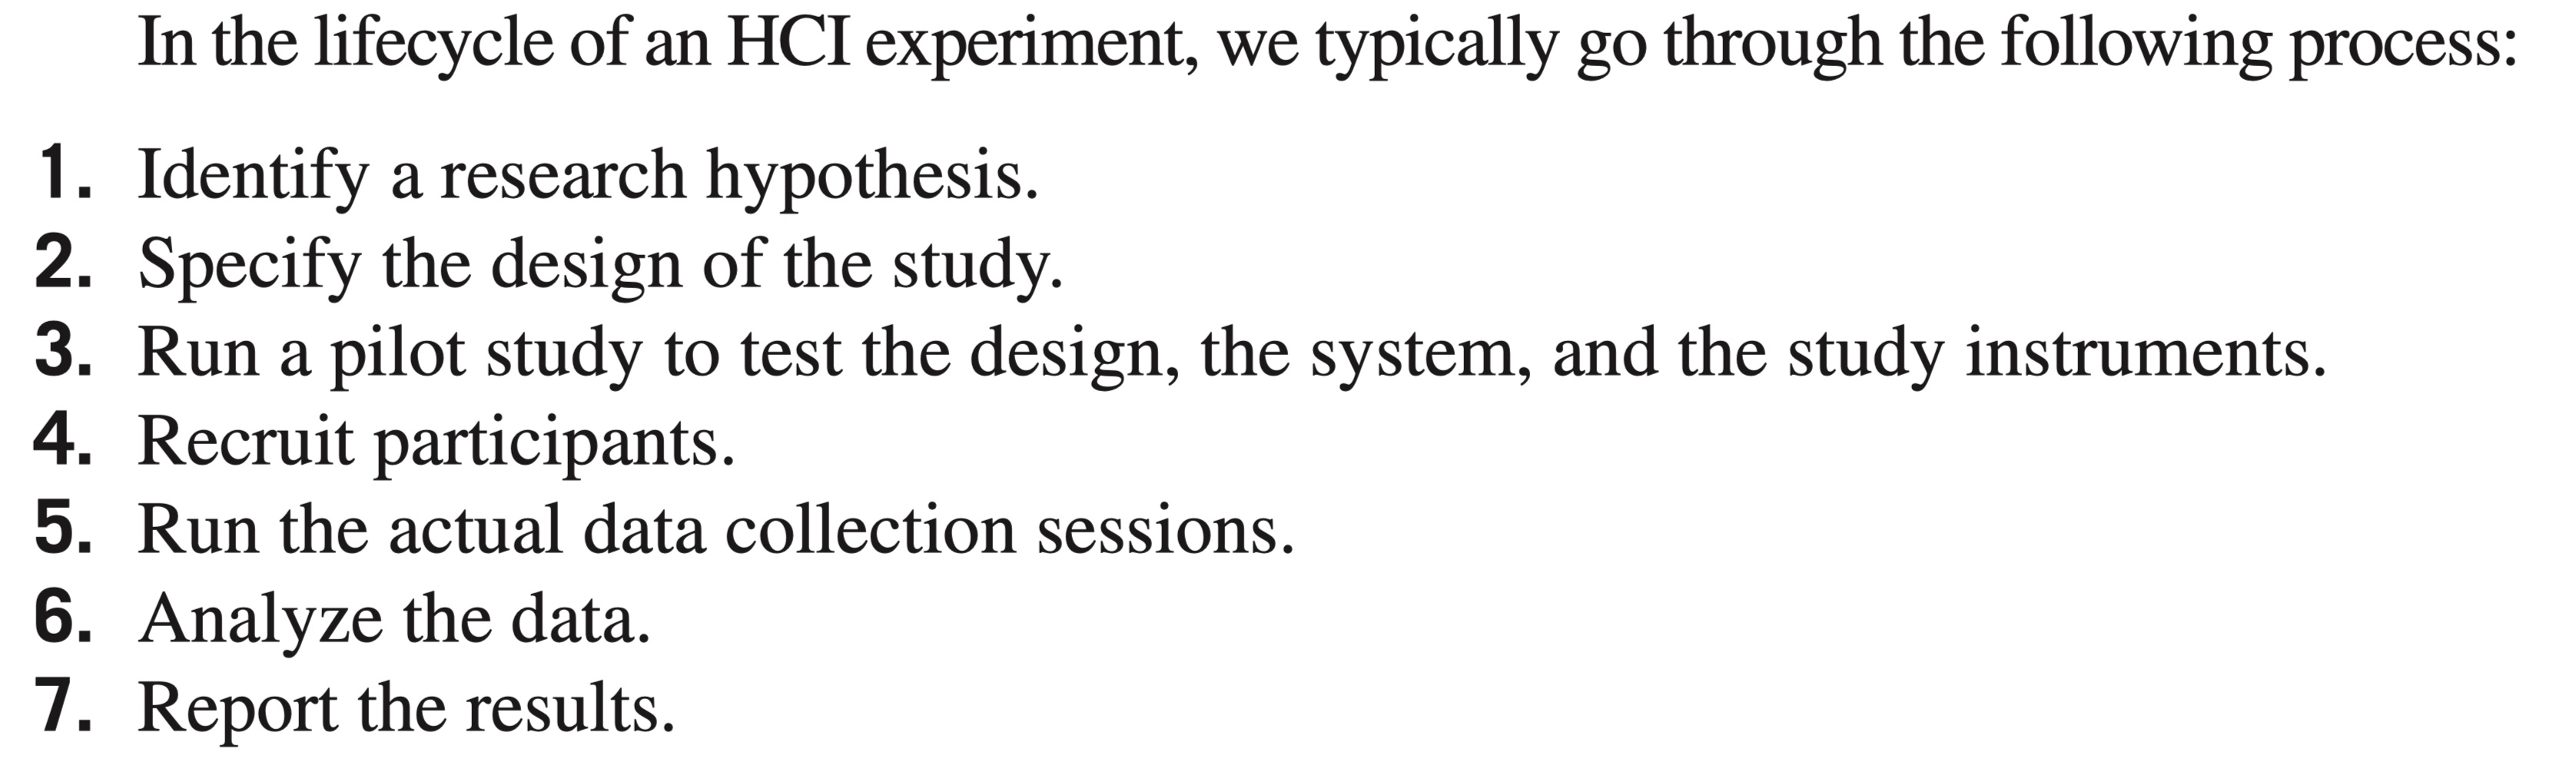 In the lifecycle of an HCI experiment, we typically go through the following process:
1. Identify a research hypothesis.
2. Specify the design of the study.
3. Run a pilot study to test the design, the system, and the study instruments.
4. Recruit participants.
5. Run the actual data collection sessions.
6. Analyze the data.
7. Report the results.